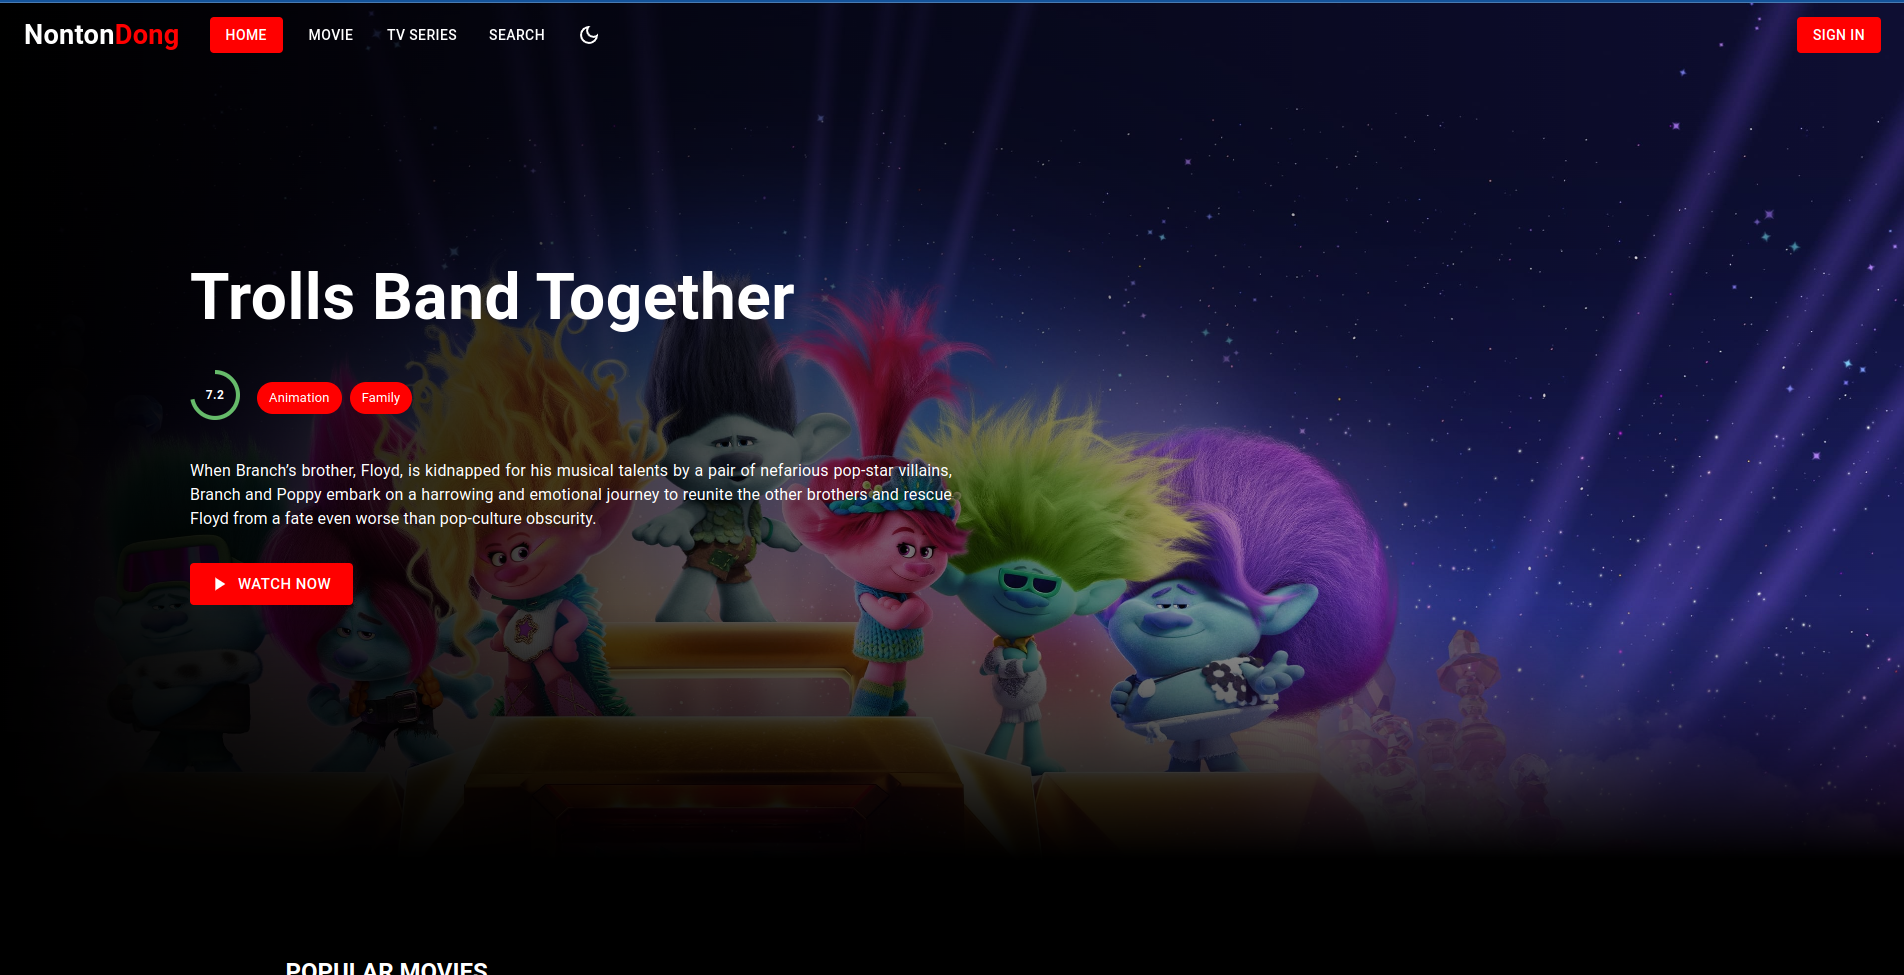 NontonDong
HOME
MOVIE
TV SERIES
SEARCH
SIGN IN
Trolls Band Together
7.2
Animation
Family
When Branch’s brother, Floyd, is kidnapped for his musical talents by a pair of nefarious pop-star villains,
Branch and Poppy embark on a harrowing and emotional journey to reunite the other brothers and rescue
Floyd from a fate even worse than pop-culture obscurity.
WATCH NOW
POPULAR MOVIES